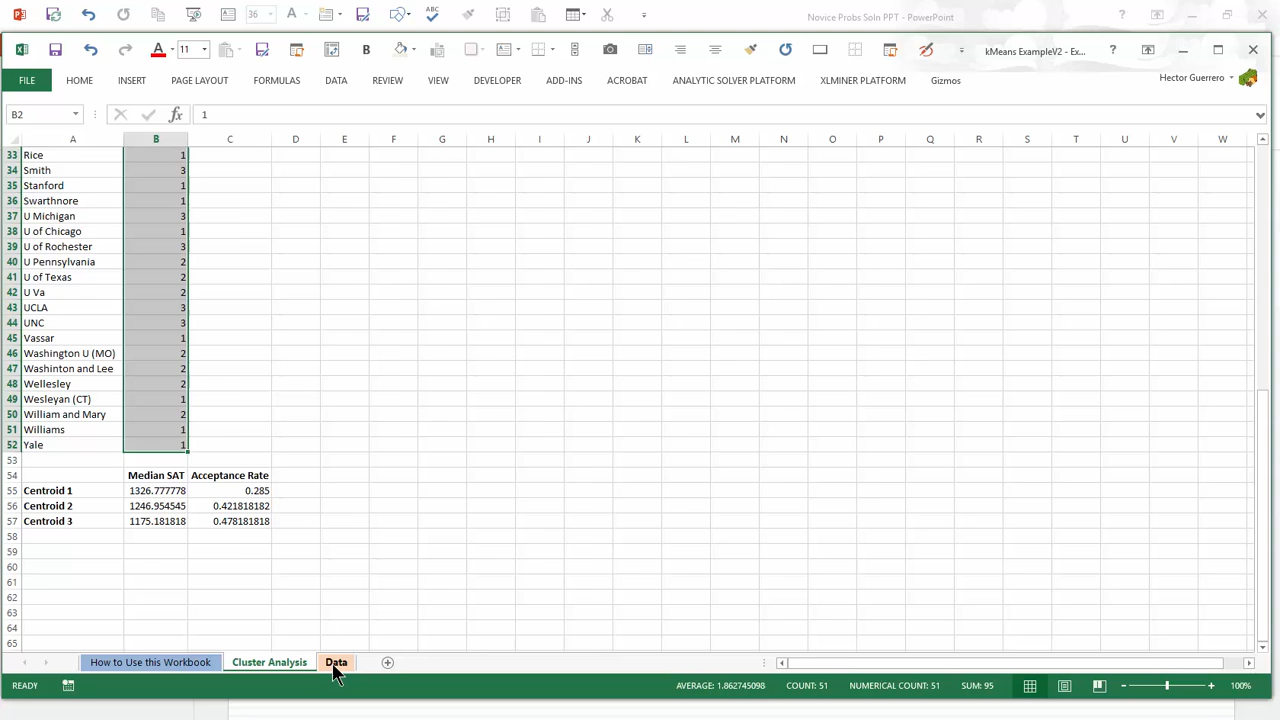 36 A ABC Novice Probs Soln PPT - PowerPoint ?
A 11 B kMeans ExampleV2 - Ex... ?
FILE HOME INSERT PAGE LAYOUT FORMULAS DATA REVIEW VIEW DEVELOPER ADD-INS ACROBAT ANALYTIC SOLVER PLATFORM XLMINER PLATFORM Gizmos Hector Guerrero
B2 fx 1
A B C D E F G H I J K L M N O P Q R S T U V W
33 Rice 1
34 Smith 3
35 Stanford 1
36 Swarthnore 1
37 U Michigan 3
38 U of Chicago 1
39 U of Rochester 3
40 U Pennsylvania 2
41 U of Texas 2
42 U Va 2
43 UCLA 3
44 UNC 3
45 Vassar 1
46 Washington U (MO) 2
47 Washinton and Lee 2
48 Wellesley 2
49 Wesleyan (CT) 1
50 William and Mary 2
51 Williams 1
52 Yale 1
53
54 Median SAT Acceptance Rate
55 Centroid 1 1326.777778 0.285
56 Centroid 2 1246.954545 0.421818182
57 Centroid 3 1175.181818 0.478181818
58
59
60
61
62
63
64
65
How to Use this Workbook Cluster Analysis Data
READY AVERAGE: 1.862745098 COUNT: 51 NUMERICAL COUNT: 51 SUM: 95 100%